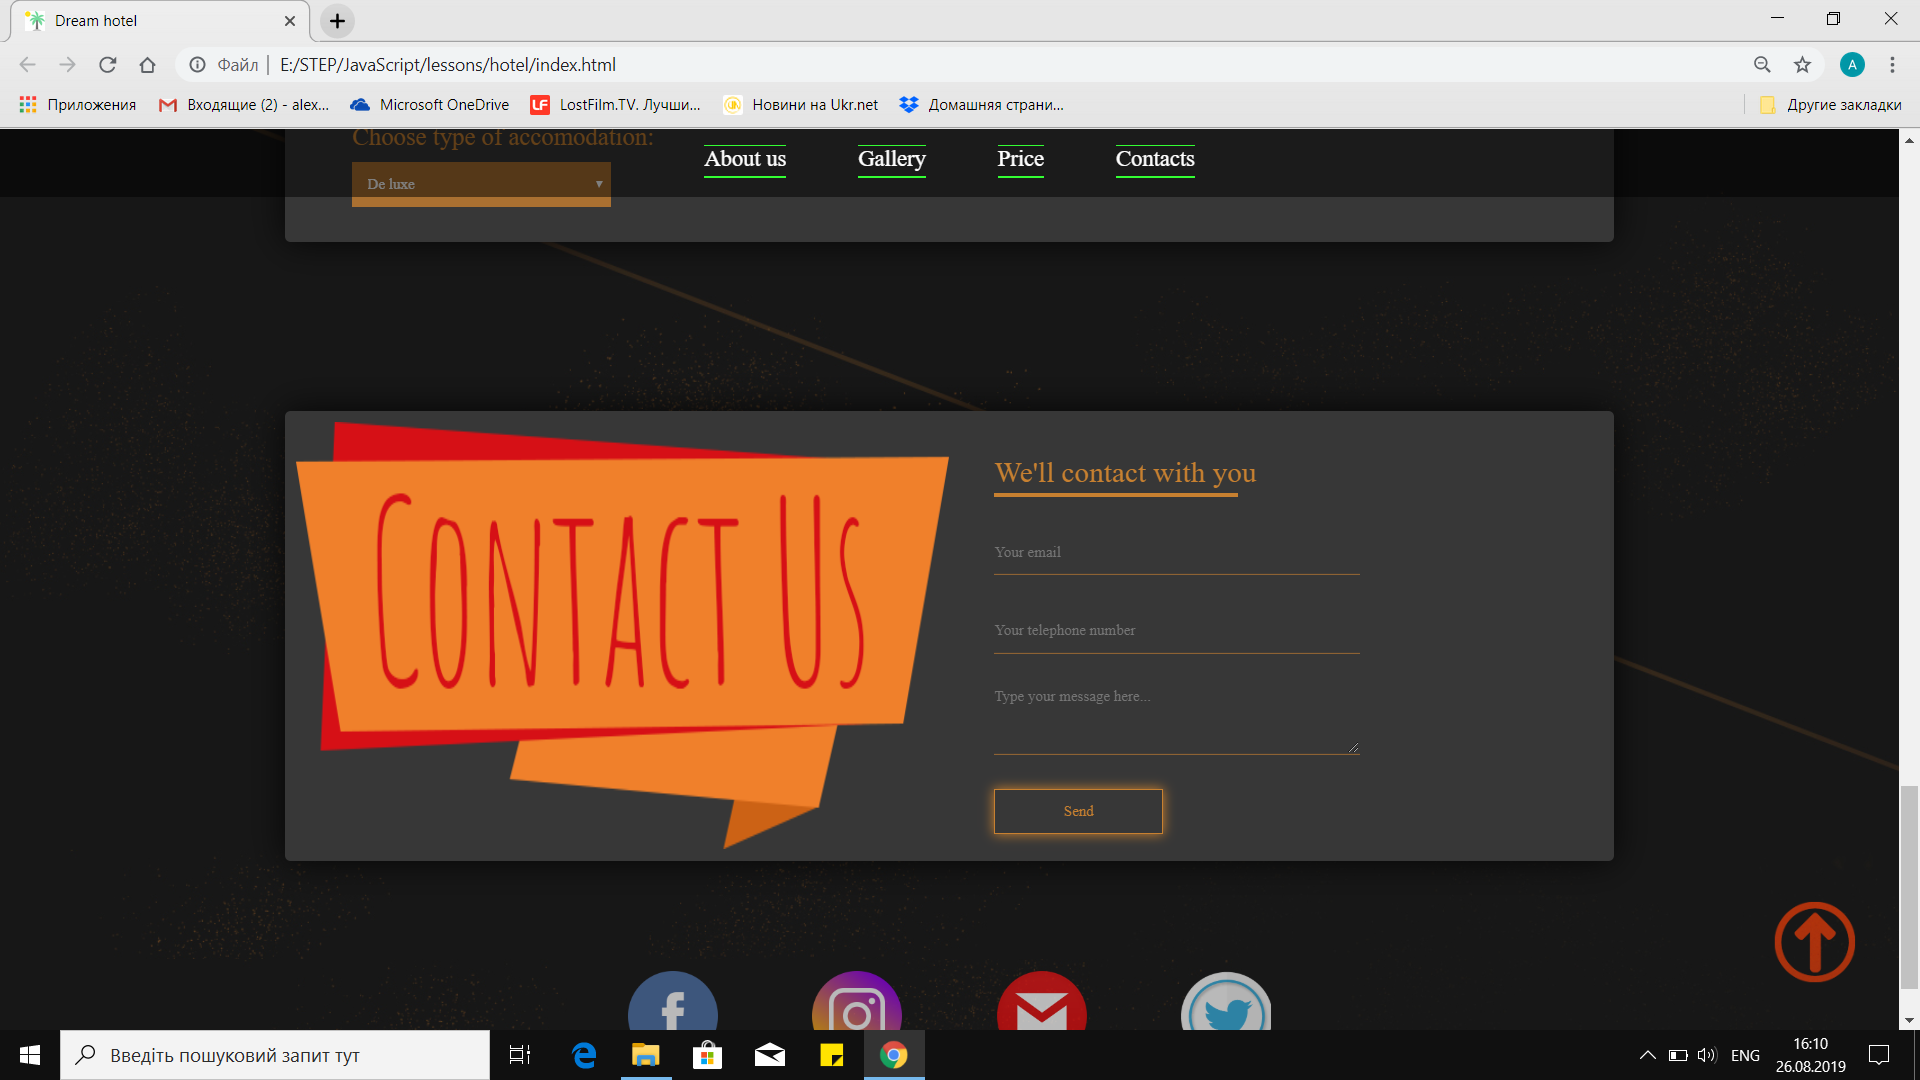 Dream hotel
Файл
E:/STEP/JavaScript/lessons/hotel/index.html
A
Приложения
Входящие (2) - alex...
Microsoft OneDrive
LF
LostFilm.TV. Лучши...
Новини на Ukr.net
Домашняя страни...
Другие закладки
Choose type of accomodation:
De luxe
About us
Gallery
Price
Contacts
Contact Us
We'll contact with you
Your email
Your telephone number
Type your message here...
Send
Введіть пошуковий запит тут
ENG
16:10
26.08.2019